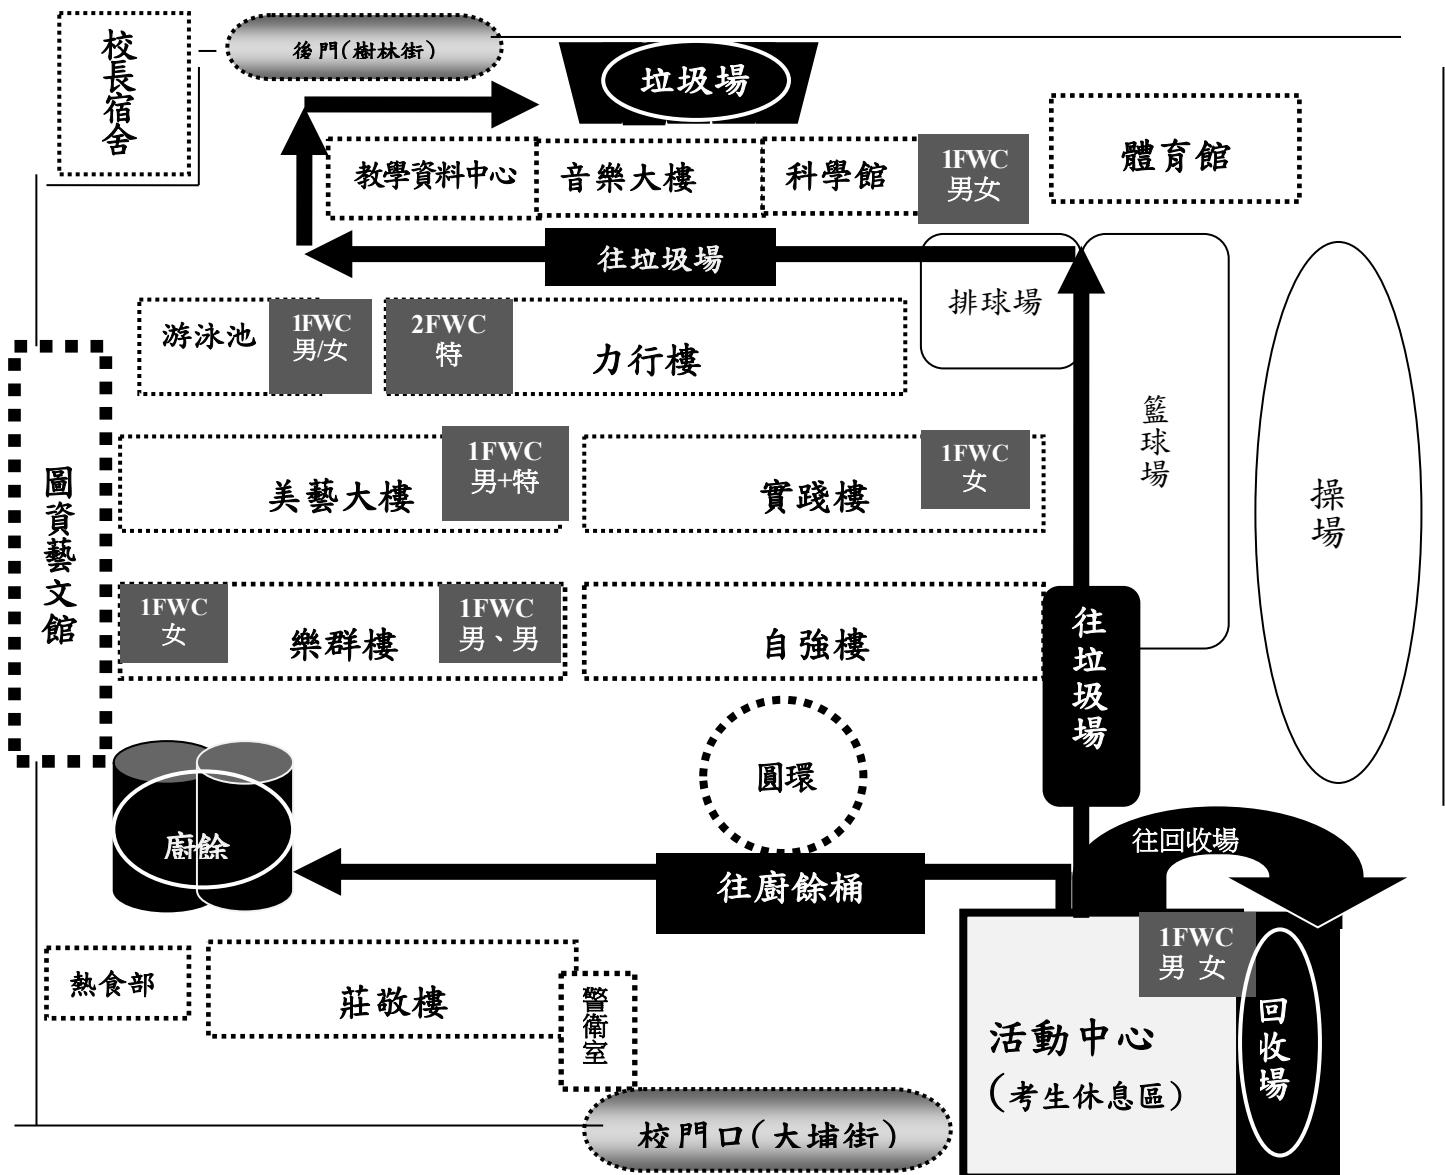 校長宿舍
後門(樹林街)
垃圾場
教學資料中心
音樂大樓
科學館
1FWC
男女
體育館
往垃圾場
排球場
游泳池
1FWC
男/女
2FWC
特
力行樓
籃球場
操場
圖資藝文館
美藝大樓
1FWC
男+特
實踐樓
1FWC
女
1FWC
女
樂群樓
1FWC
男、男
自強樓
往垃圾場
圓環
廚餘
往廚餘桶
往回收場
熱食部
莊敬樓
警衛室
1FWC
男 女
活動中心
(考生休息區)
回收場
校門口(大埔街)